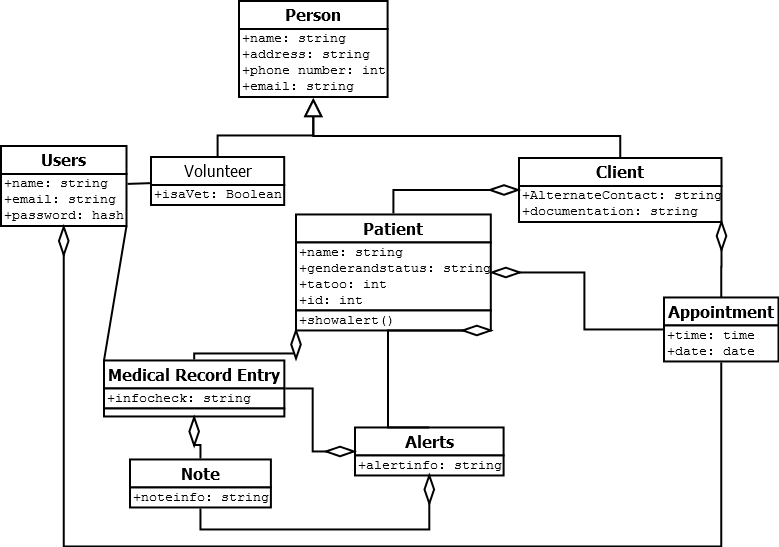 Person
+name: string
+address: string
+phone number: int
+email: string
Users
+name: string
+email: string
+password: hash
Volunteer
+isaVet: Boolean
Client
+AlternateContact: string
+documentation: string
Patient
+name: string
+genderandstatus: string
+tatoo: int
+id: int
+showalert()
Appointment
+time: time
+date: date
Medical Record Entry
+infocheck: string
Alerts
+alertinfo: string
Note
+noteinfo: string